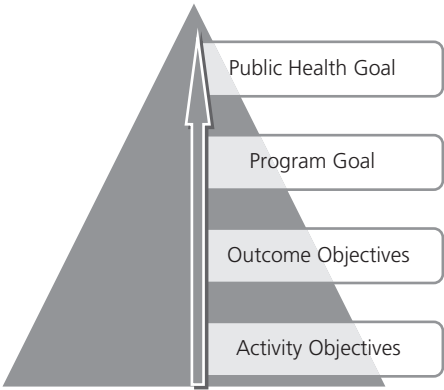 Public Health Goal
Program Goal
Outcome Objectives
Activity Objectives